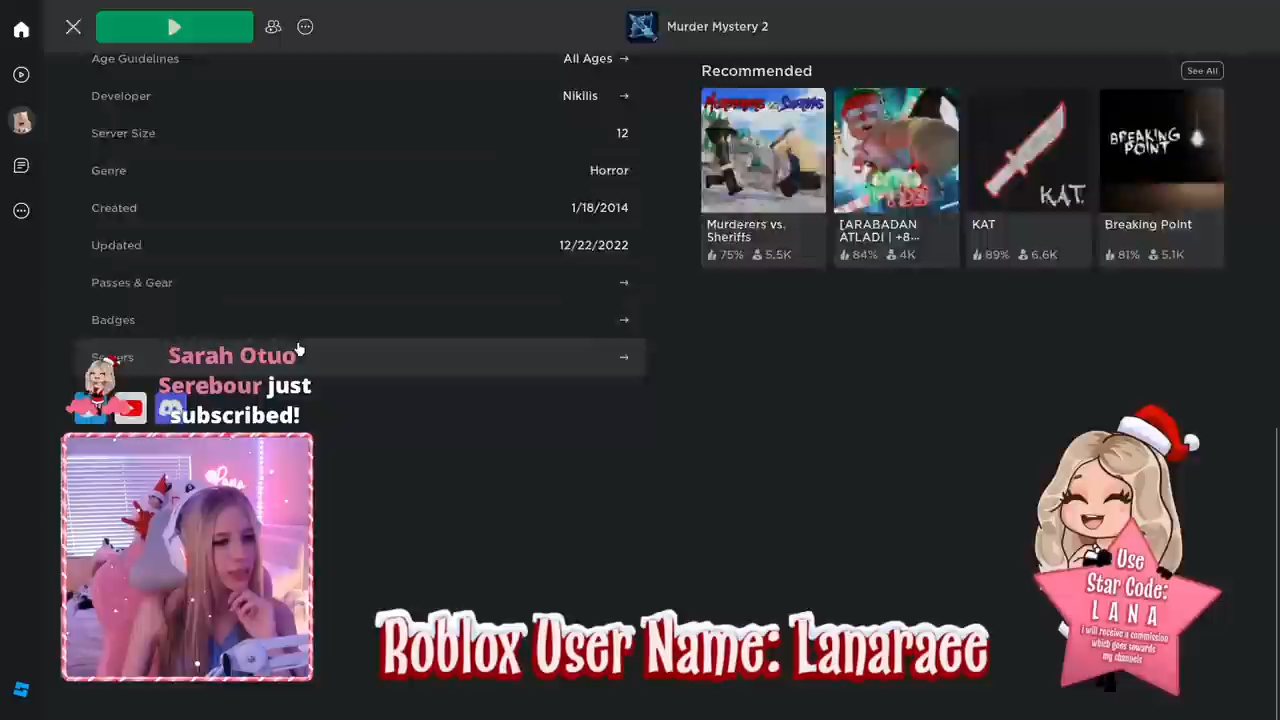 Murder Mystery 2
Age Guidelines
All Ages →
Developer
Nikilis →
Server Size
12
Genre
Horror
Created
1/18/2014
Updated
12/22/2022
Passes & Gear →
Badges →
Recommended
See All
KAT.
BREAKING
POINT
Murderers vs.
Sheriffs
75% 5.5K
[ARABADAN
ATLADI | +8...
84% 4K
KAT
89% 6.6K
Breaking Point
81% 5.1K
Sarah Otuo
Serebour just
subscribed!
Lana
Roblox User Name: Lanaraee
Use
Star Code:
LANA
I will receive a commission
which goes towards
my channels